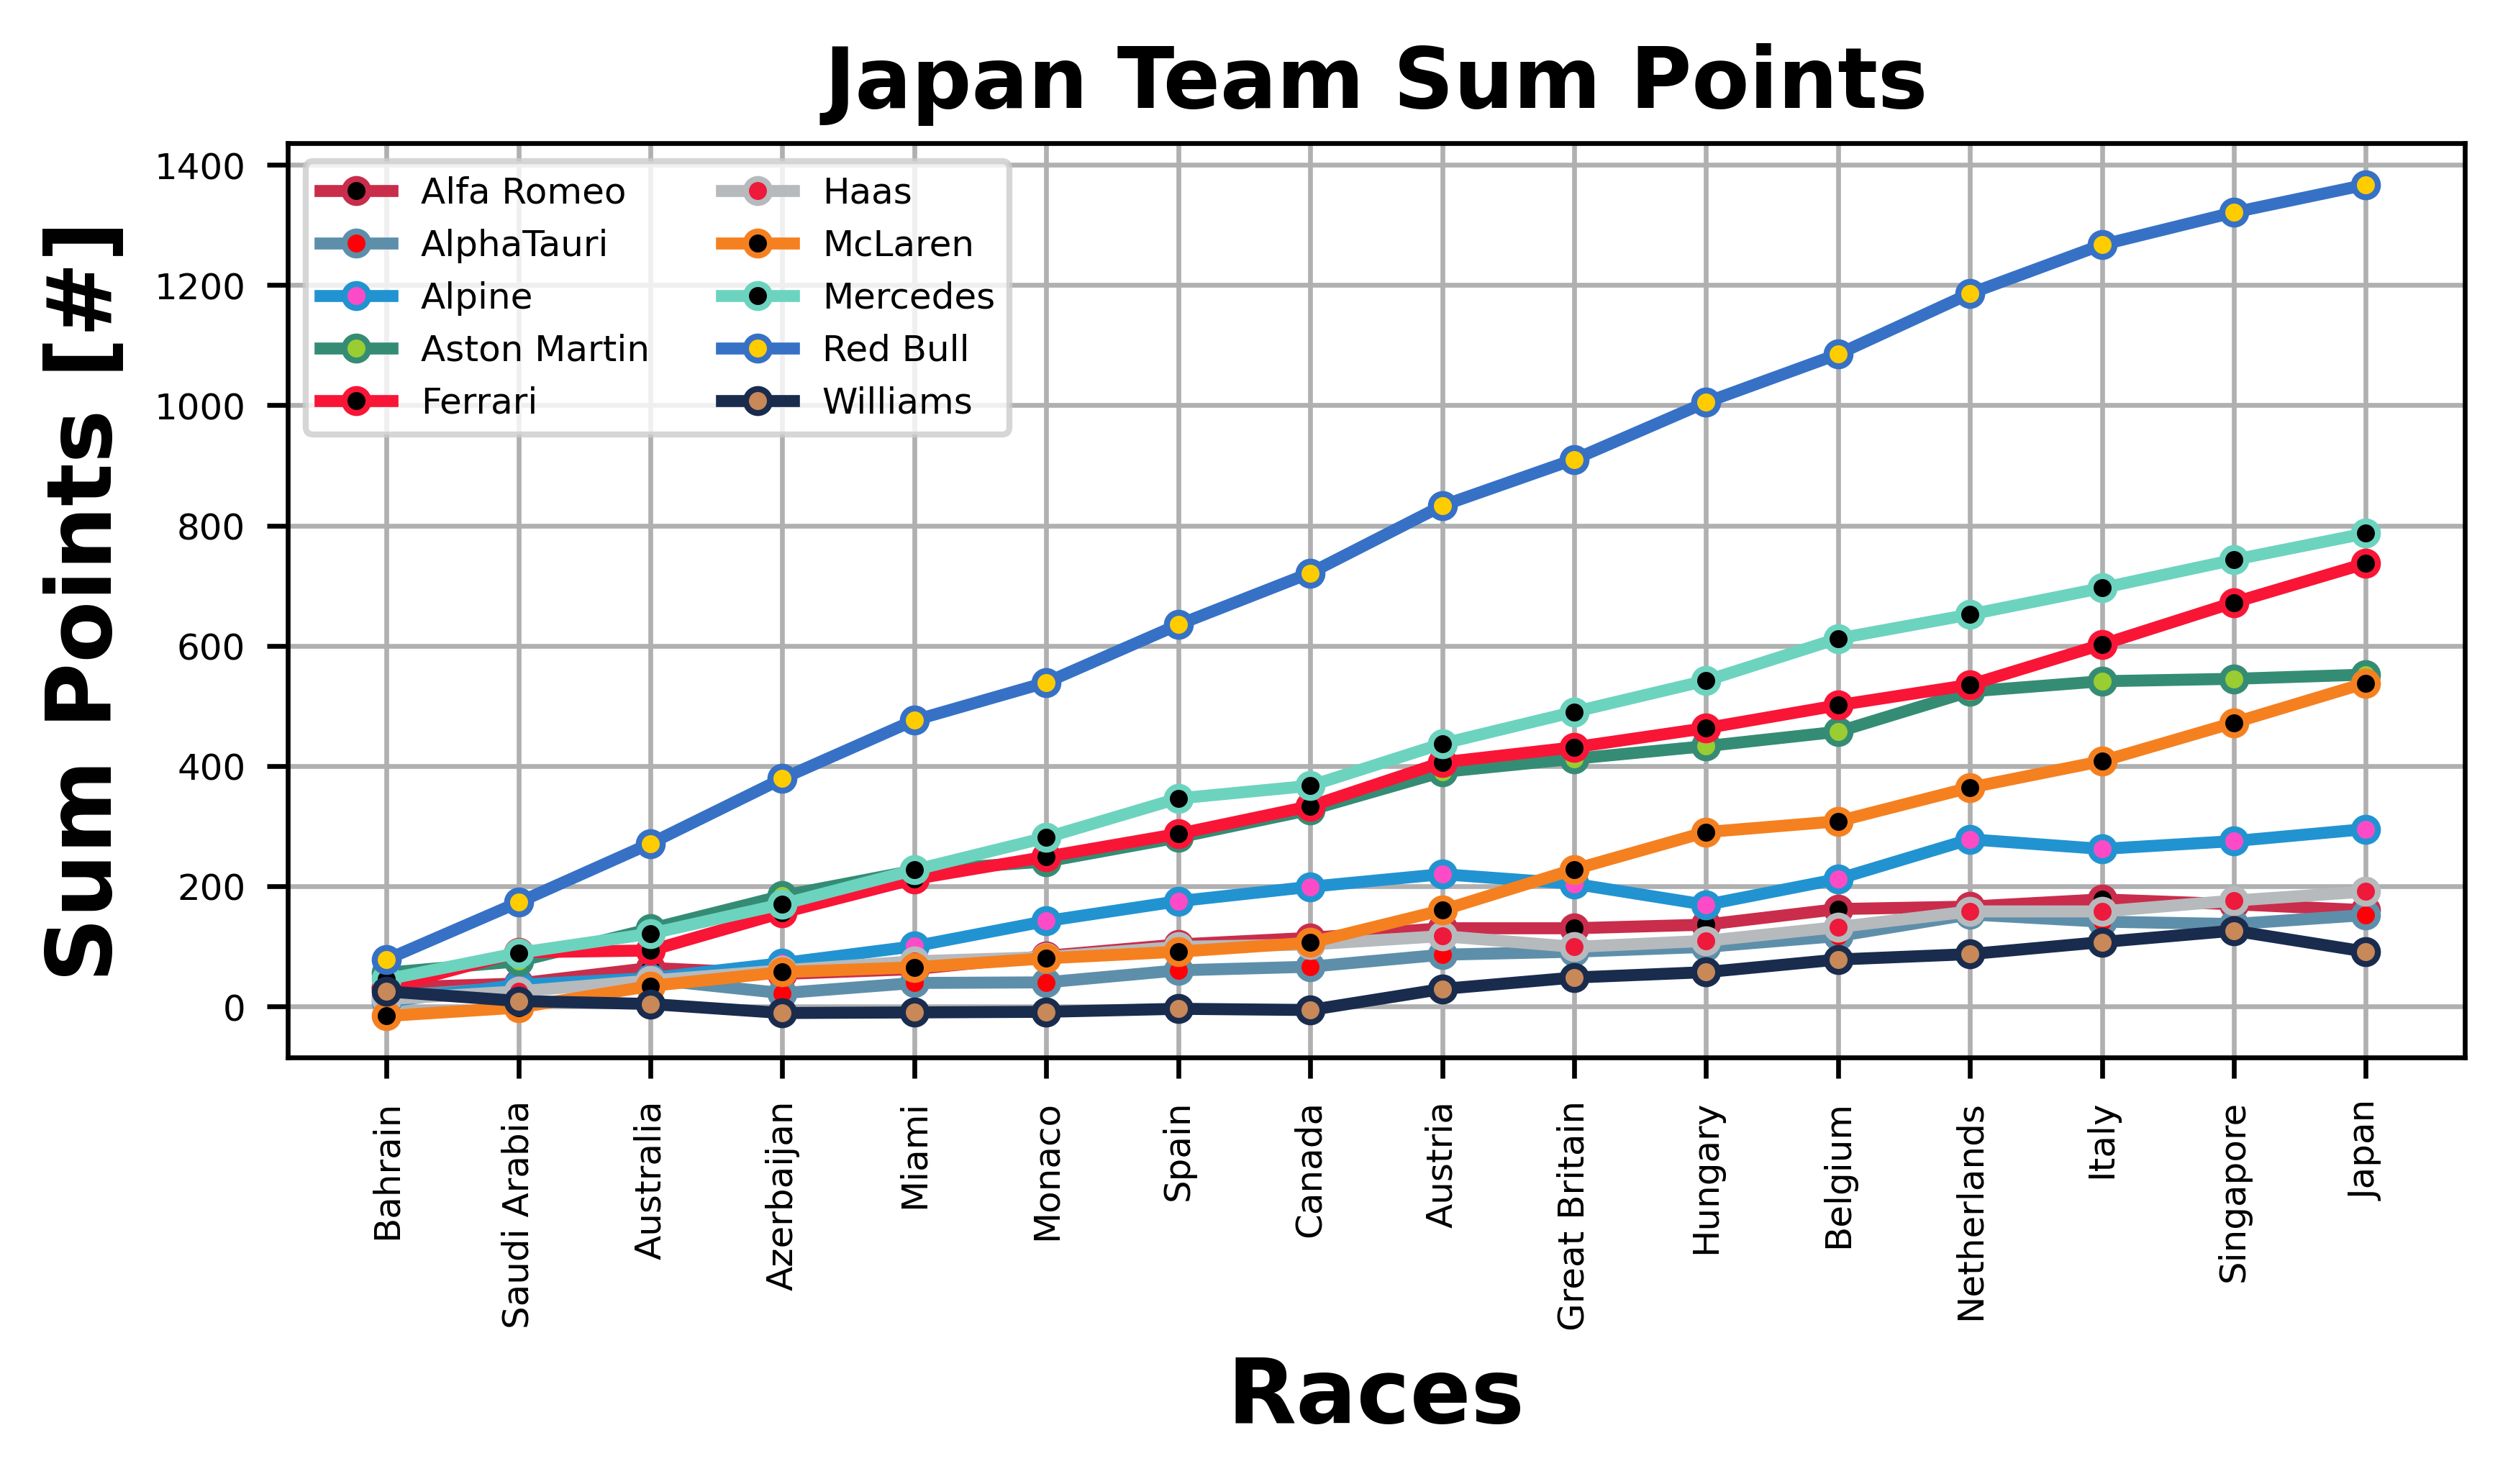 Japan Team Sum Points
Sum Points [#]
1400
1200
1000
800
600
400
200
0
Alfa Romeo
AlphaTauri
Alpine
Aston Martin
Ferrari
Haas
McLaren
Mercedes
Red Bull
Williams
Bahrain
Saudi Arabia
Australia
Azerbaijan
Miami
Monaco
Spain
Canada
Austria
Great Britain
Hungary
Belgium
Netherlands
Italy
Singapore
Japan
Races